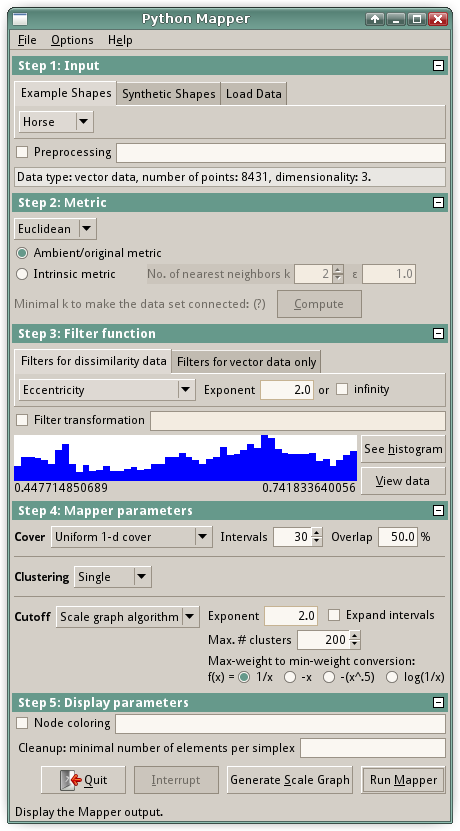 Python Mapper
File Options Help
Step 1: Input
Example Shapes Synthetic Shapes Load Data
Horse
Preprocessing
Data type: vector data, number of points: 8431, dimensionality: 3.
Step 2: Metric
Euclidean
Ambient/original metric
Intrinsic metric No. of nearest neighbors k 2 ε 1.0
Minimal k to make the data set connected: (?) Compute
Step 3: Filter function
Filters for dissimilarity data Filters for vector data only
Eccentricity Exponent 2.0 or infinity
Filter transformation
See histogram
View data
0.447714850689 0.741833640056
Step 4: Mapper parameters
Cover Uniform 1-d cover Intervals 30 Overlap 50.0 %
Clustering Single
Cutoff Scale graph algorithm Exponent 2.0 Expand intervals
Max. # clusters 200
Max-weight to min-weight conversion:
f(x) = 1/x -x -(x^.5) log(1/x)
Step 5: Display parameters
Node coloring
Cleanup: minimal number of elements per simplex
Quit Interrupt Generate Scale Graph Run Mapper
Display the Mapper output.